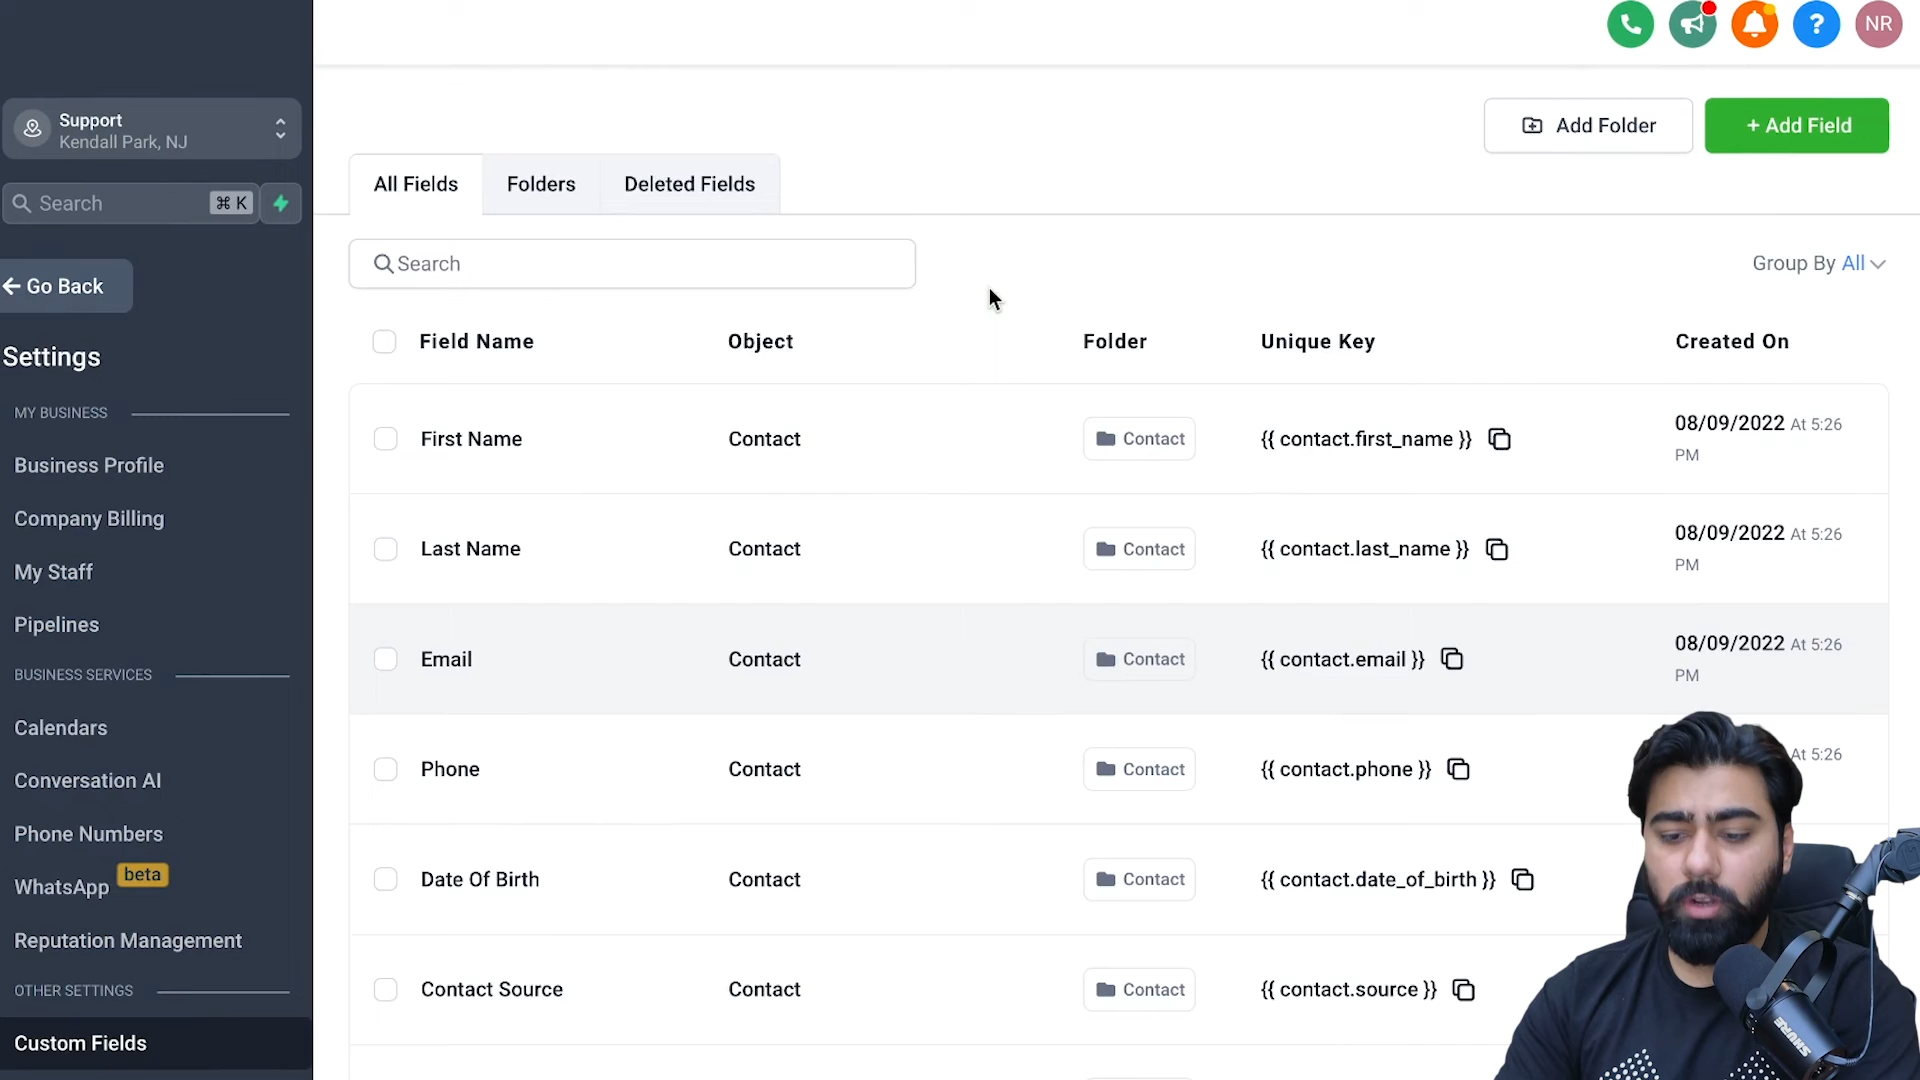 NR
Support
Kendall Park, NJ
Search ⌘ K
Go Back
Settings
MY BUSINESS
Business Profile
Company Billing
My Staff
Pipelines
BUSINESS SERVICES
Calendars
Conversation AI
Phone Numbers
WhatsApp beta
Reputation Management
OTHER SETTINGS
Custom Fields
Add Folder
+ Add Field
All Fields Folders Deleted Fields
Search
Group By All
Field Name Object Folder Unique Key Created On
First Name Contact Contact {{ contact.first_name }} 08/09/2022 At 5:26
PM
Last Name Contact Contact {{ contact.last_name }} 08/09/2022 At 5:26
PM
Email Contact Contact {{ contact.email }} 08/09/2022 At 5:26
PM
Phone Contact Contact {{ contact.phone }} At 5:26
Date Of Birth Contact Contact {{ contact.date_of_birth }}
Contact Source Contact Contact {{ contact.source }}
SHURE